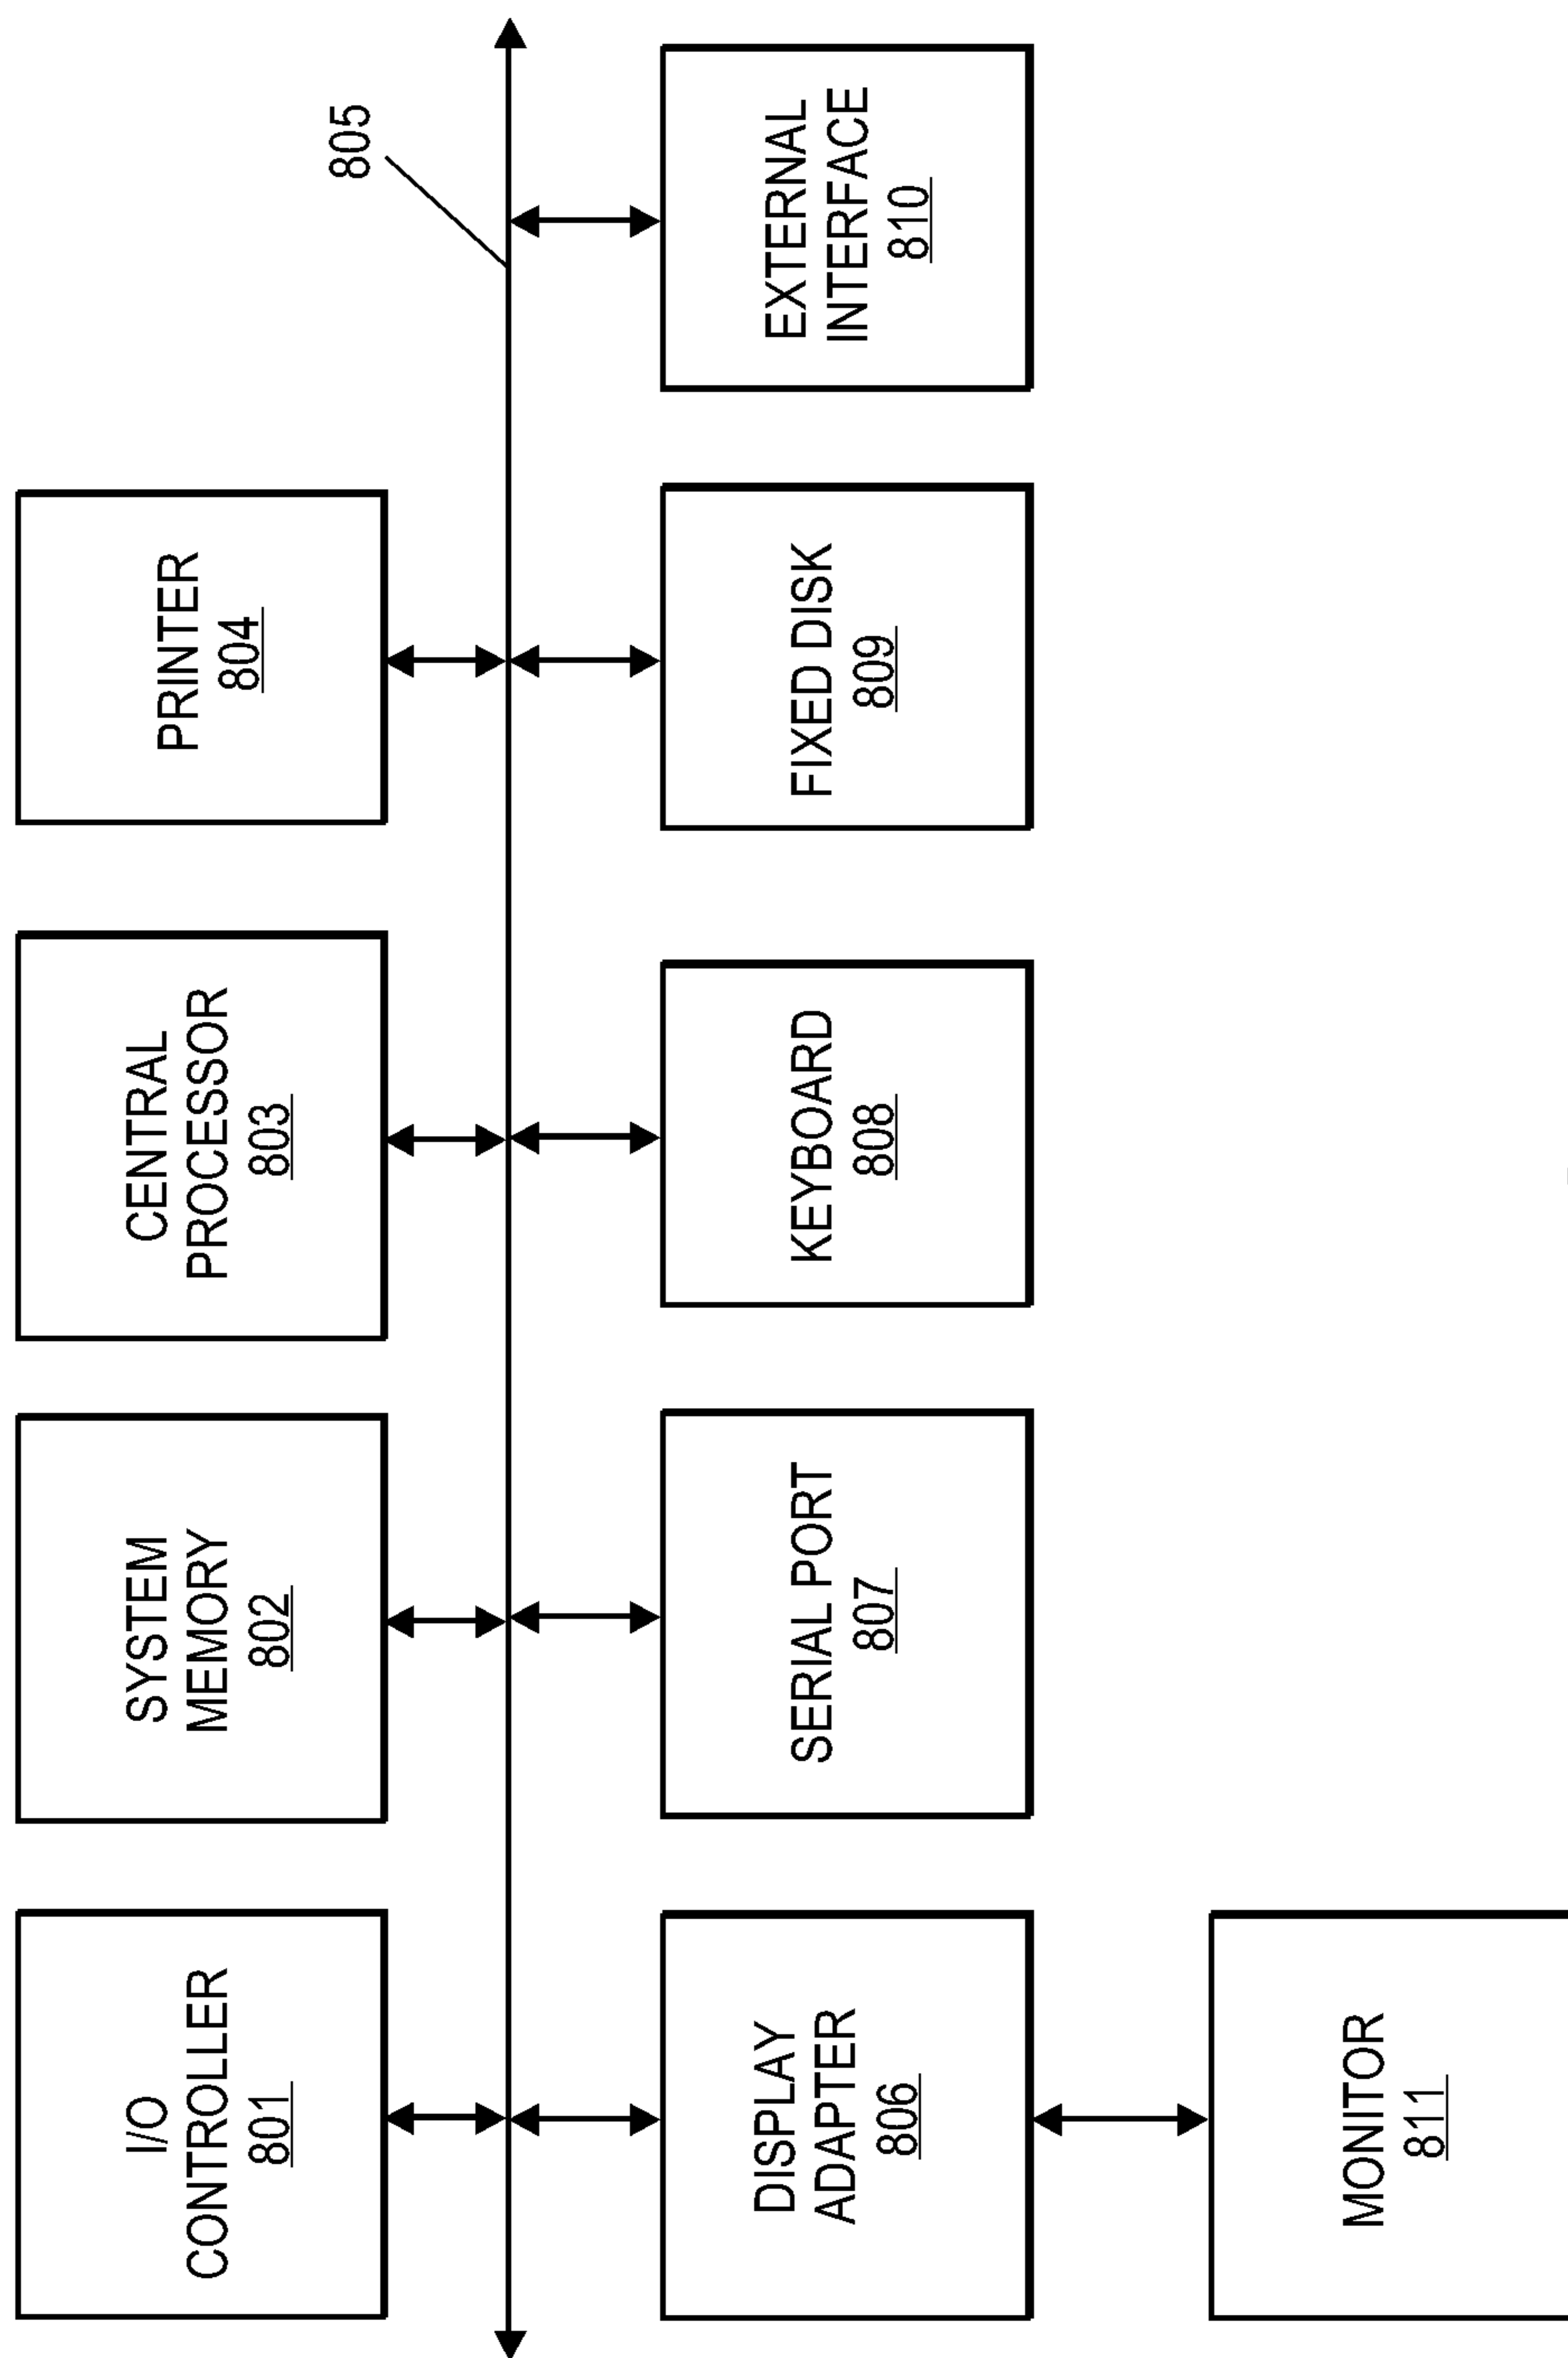 I/O
CONTROLLER
801
SYSTEM
MEMORY
802
CENTRAL
PROCESSOR
803
PRINTER
804
805
DISPLAY
ADAPTER
806
SERIAL PORT
807
KEYBOARD
808
FIXED DISK
809
EXTERNAL
INTERFACE
810
MONITOR
811